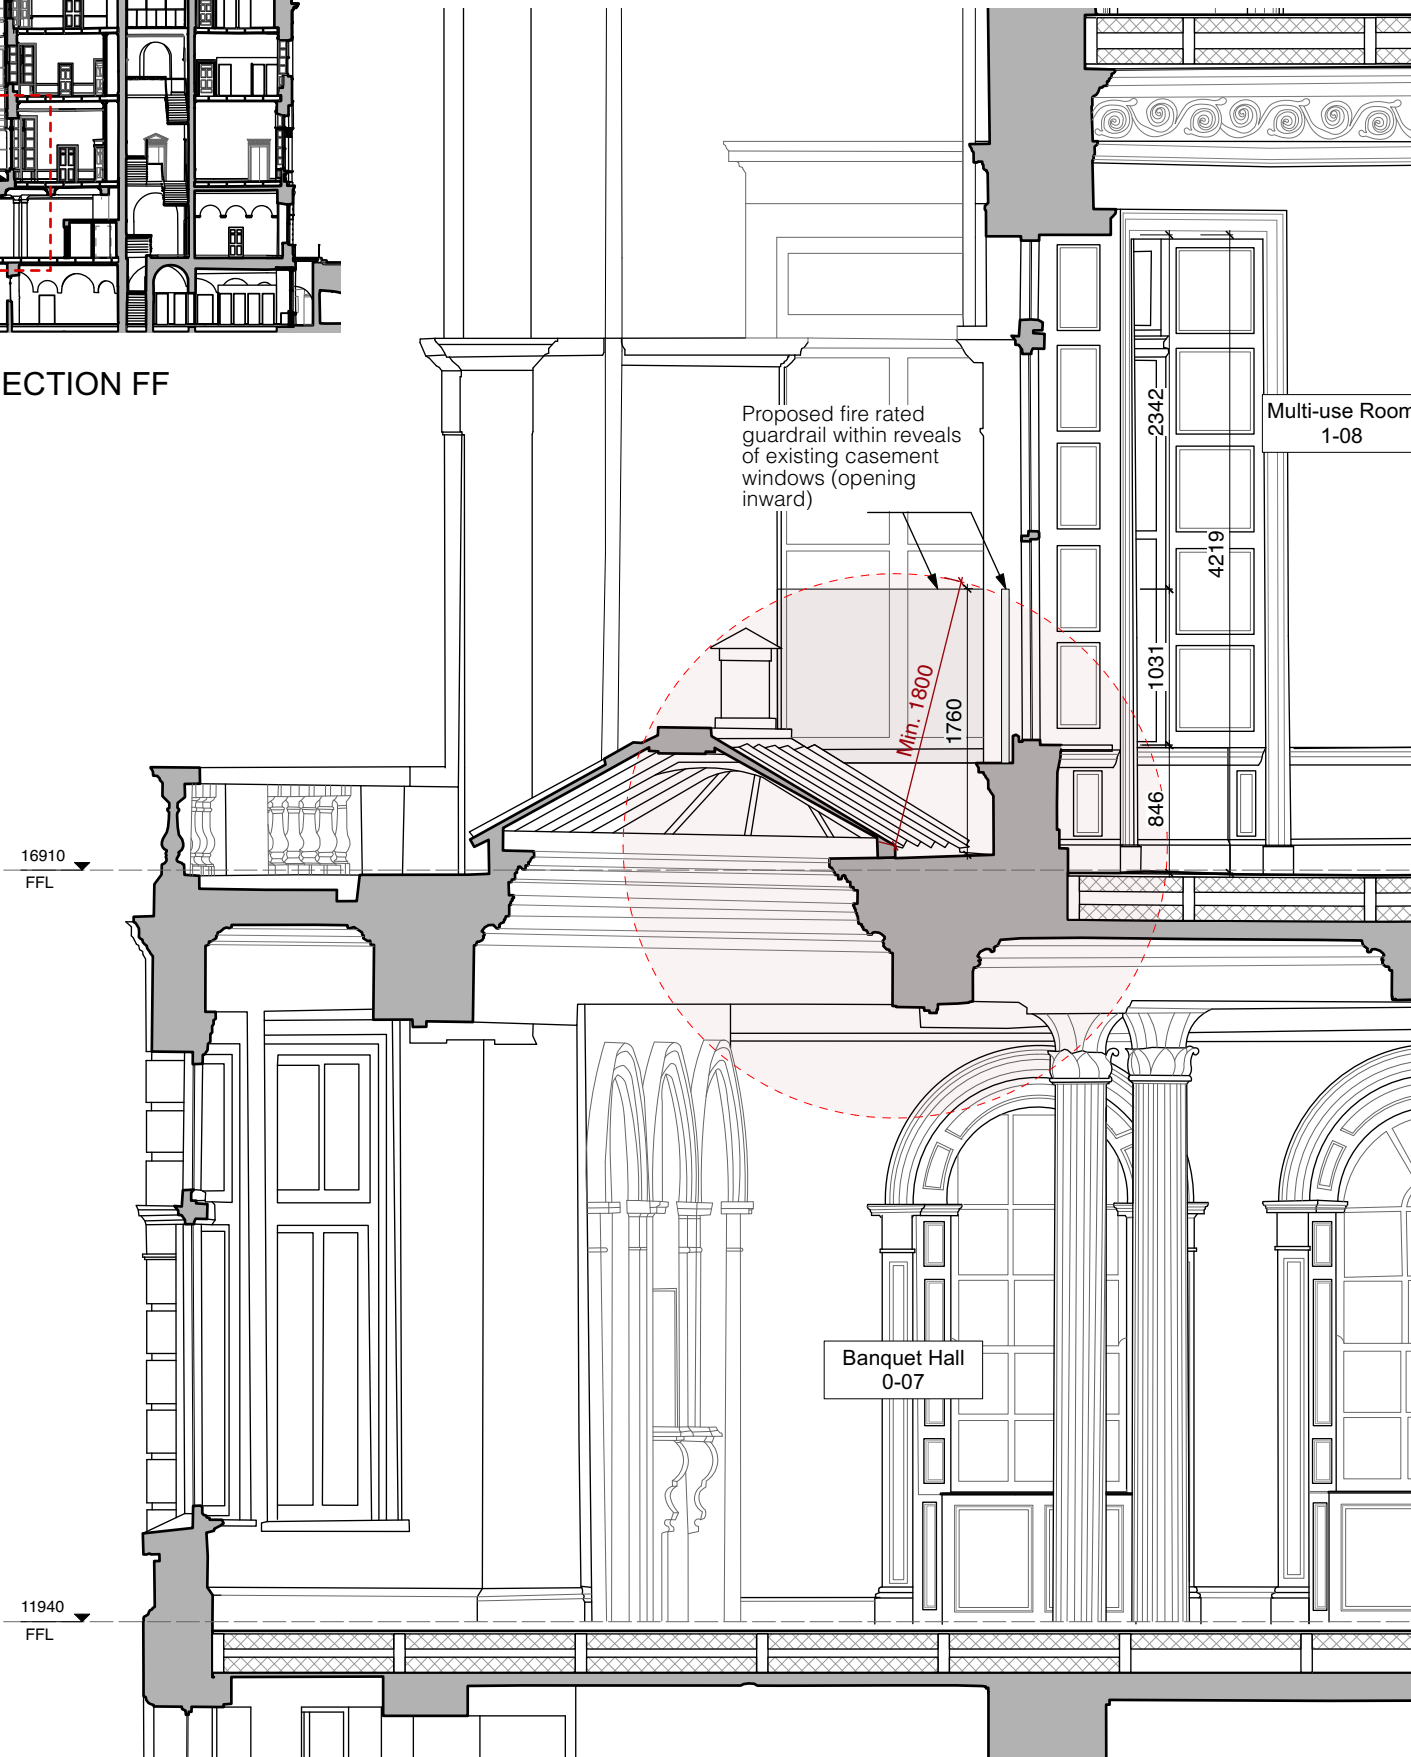 ECTION FF
Proposed fire rated
guardrail within reveals
of existing casement
windows (opening
inward)
Multi-use Room
1-08
2342
4219
1031
846
Min. 1800
1760
16910
FFL
Banquet Hall
0-07
11940
FFL